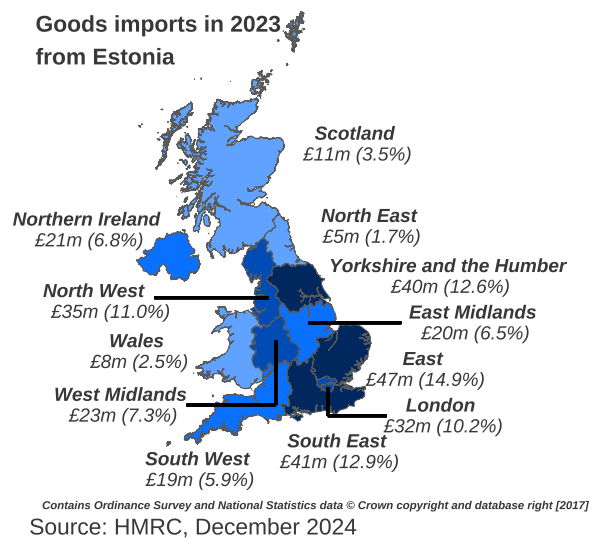 Goods imports in 2023
from Estonia
Scotland
£11m (3.5%)
Northern Ireland
£21m (6.8%)
North East
£5m (1.7%)
Yorkshire and the Humber
£40m (12.6%)
North West
£35m (11.0%)
East Midlands
£20m (6.5%)
Wales
£8m (2.5%)
East
£47m (14.9%)
West Midlands
£23m (7.3%)
London
£32m (10.2%)
South East
£41m (12.9%)
South West
£19m (5.9%)
Contains Ordinance Survey and National Statistics data © Crown copyright and database right [2017]
Source: HMRC, December 2024